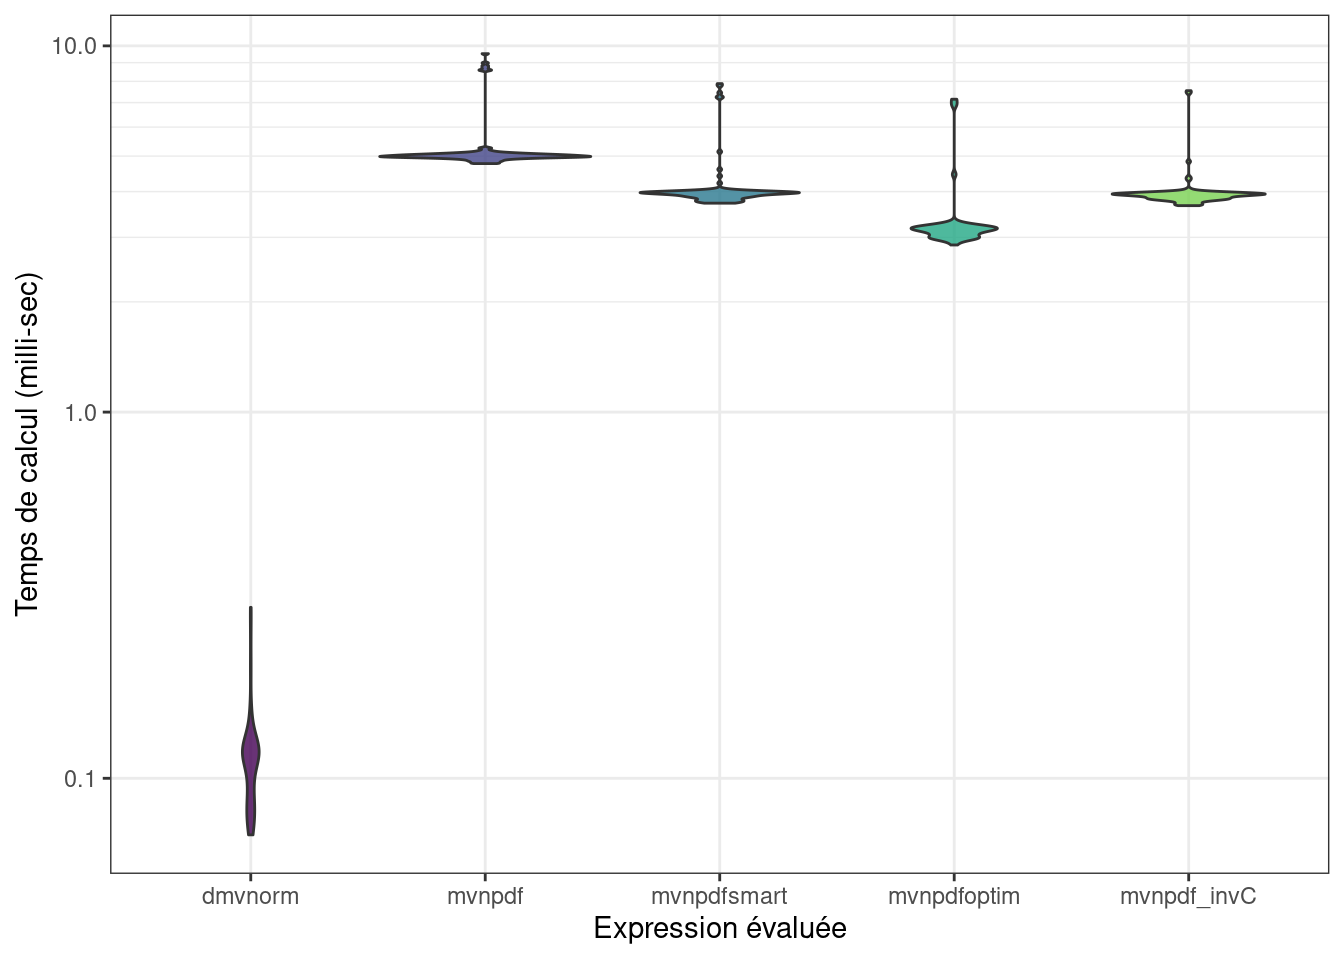 10.0
1.0
0.1
Temps de calcul (milli-sec)
dmvnorm
mvnpdf
mvnpdfsmart
mvnpdfoptim
mvnpdf_invC
Expression évaluée